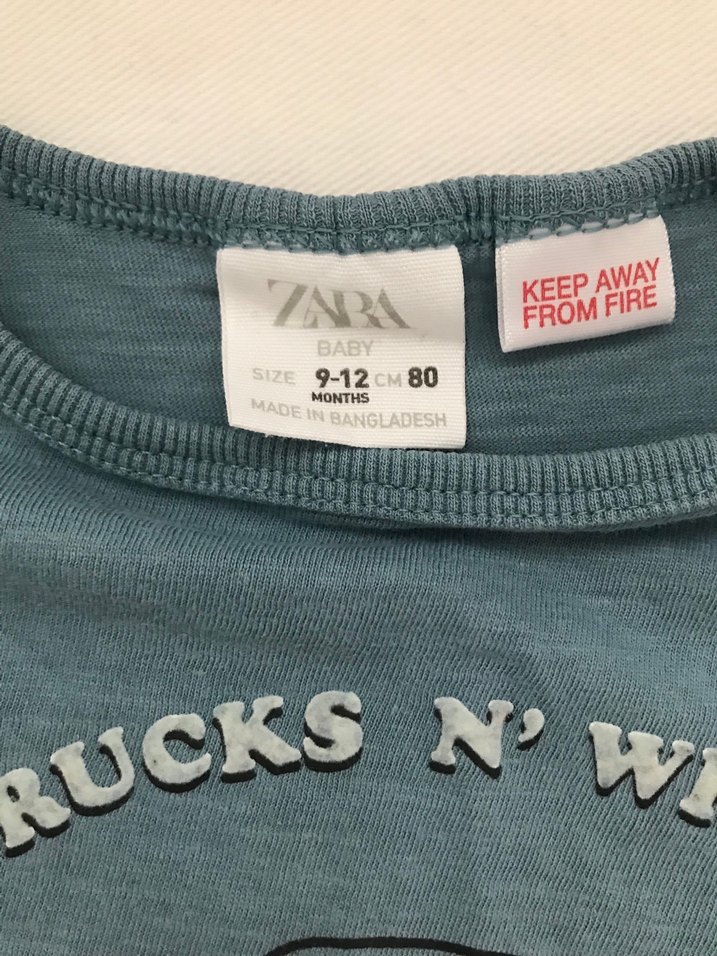 ZARA
BABY
SIZE 9-12 CM 80
MONTHS
MADE IN BANGLADESH
KEEP AWAY
FROM FIRE
RUCKS N' W